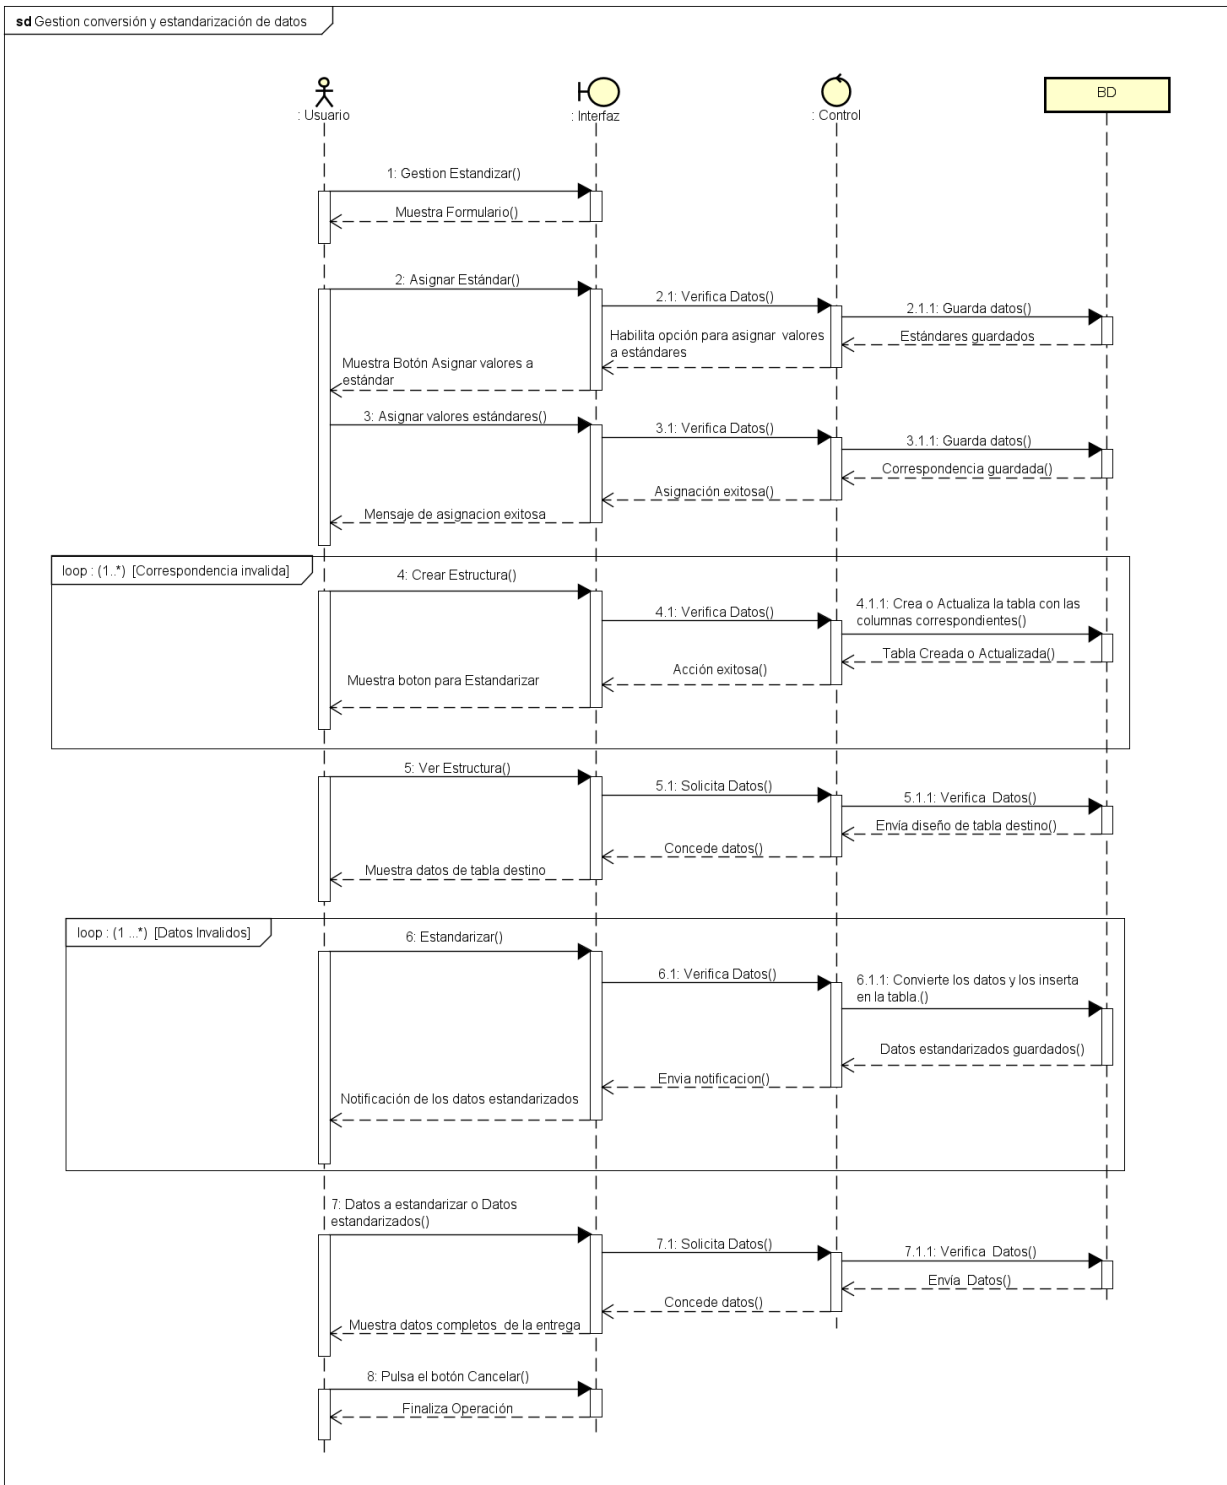 sd Gestion conversión y estandarización de datos
: Usuario
: Interfaz
: Control
BD
1: Gestion Estandizar()
Muestra Formulario()
2: Asignar Estándar()
2.1: Verifica Datos()
2.1.1: Guarda datos()
Estándares guardados
Habilita opción para asignar valores
a estándares
Muestra Botón Asignar valores a
estándar
3: Asignar valores estándares()
3.1: Verifica Datos()
3.1.1: Guarda datos()
Correspondencia guardada()
Asignación exitosa()
Mensaje de asignacion exitosa
loop : (1..*) [Correspondencia invalida]
4: Crear Estructura()
4.1: Verifica Datos()
4.1.1: Crea o Actualiza la tabla con las
columnas correspondientes()
Tabla Creada o Actualizada()
Acción exitosa()
Muestra boton para Estandarizar
5: Ver Estructura()
5.1: Solicita Datos()
5.1.1: Verifica Datos()
Envía diseño de tabla destino()
Concede datos()
Muestra datos de tabla destino
loop : (1 ...*) [Datos Invalidos]
6: Estandarizar()
6.1: Verifica Datos()
6.1.1: Convierte los datos y los inserta
en la tabla.()
Datos estandarizados guardados()
Envia notificacion()
Notificación de los datos estandarizados
7: Datos a estandarizar o Datos
estandarizados()
7.1: Solicita Datos()
7.1.1: Verifica Datos()
Envía Datos()
Concede datos()
Muestra datos completos de la entrega
8: Pulsa el botón Cancelar()
Finaliza Operación